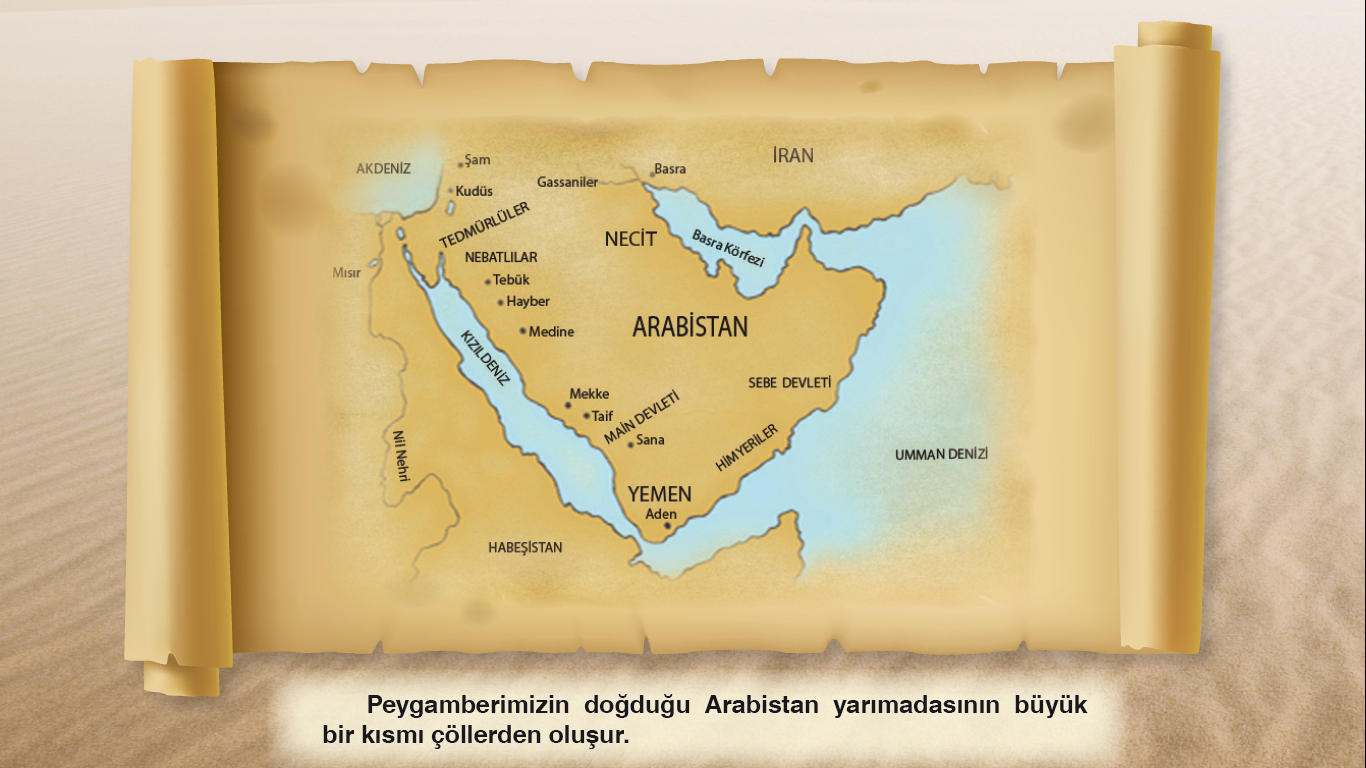 AKDENİZ
Şam
Kudüs
Gassaniler
Basra
İRAN
TEDMÜRLÜLER
NECİT
Basra Körfezi
NEBATLILAR
Mısır
Tebük
Hayber
Medine
ARABİSTAN
KIZILDENİZ
Mekke
Taif
SEBE DEVLETİ
MAİN DEVLETİ
Sana
HİMYERİLER
Nil Nehri
UMMAN DENİZİ
YEMEN
Aden
HABEŞİSTAN
Peygamberimizin doğduğu Arabistan yarımadasının büyük
bir kısmı çöllerden oluşur.